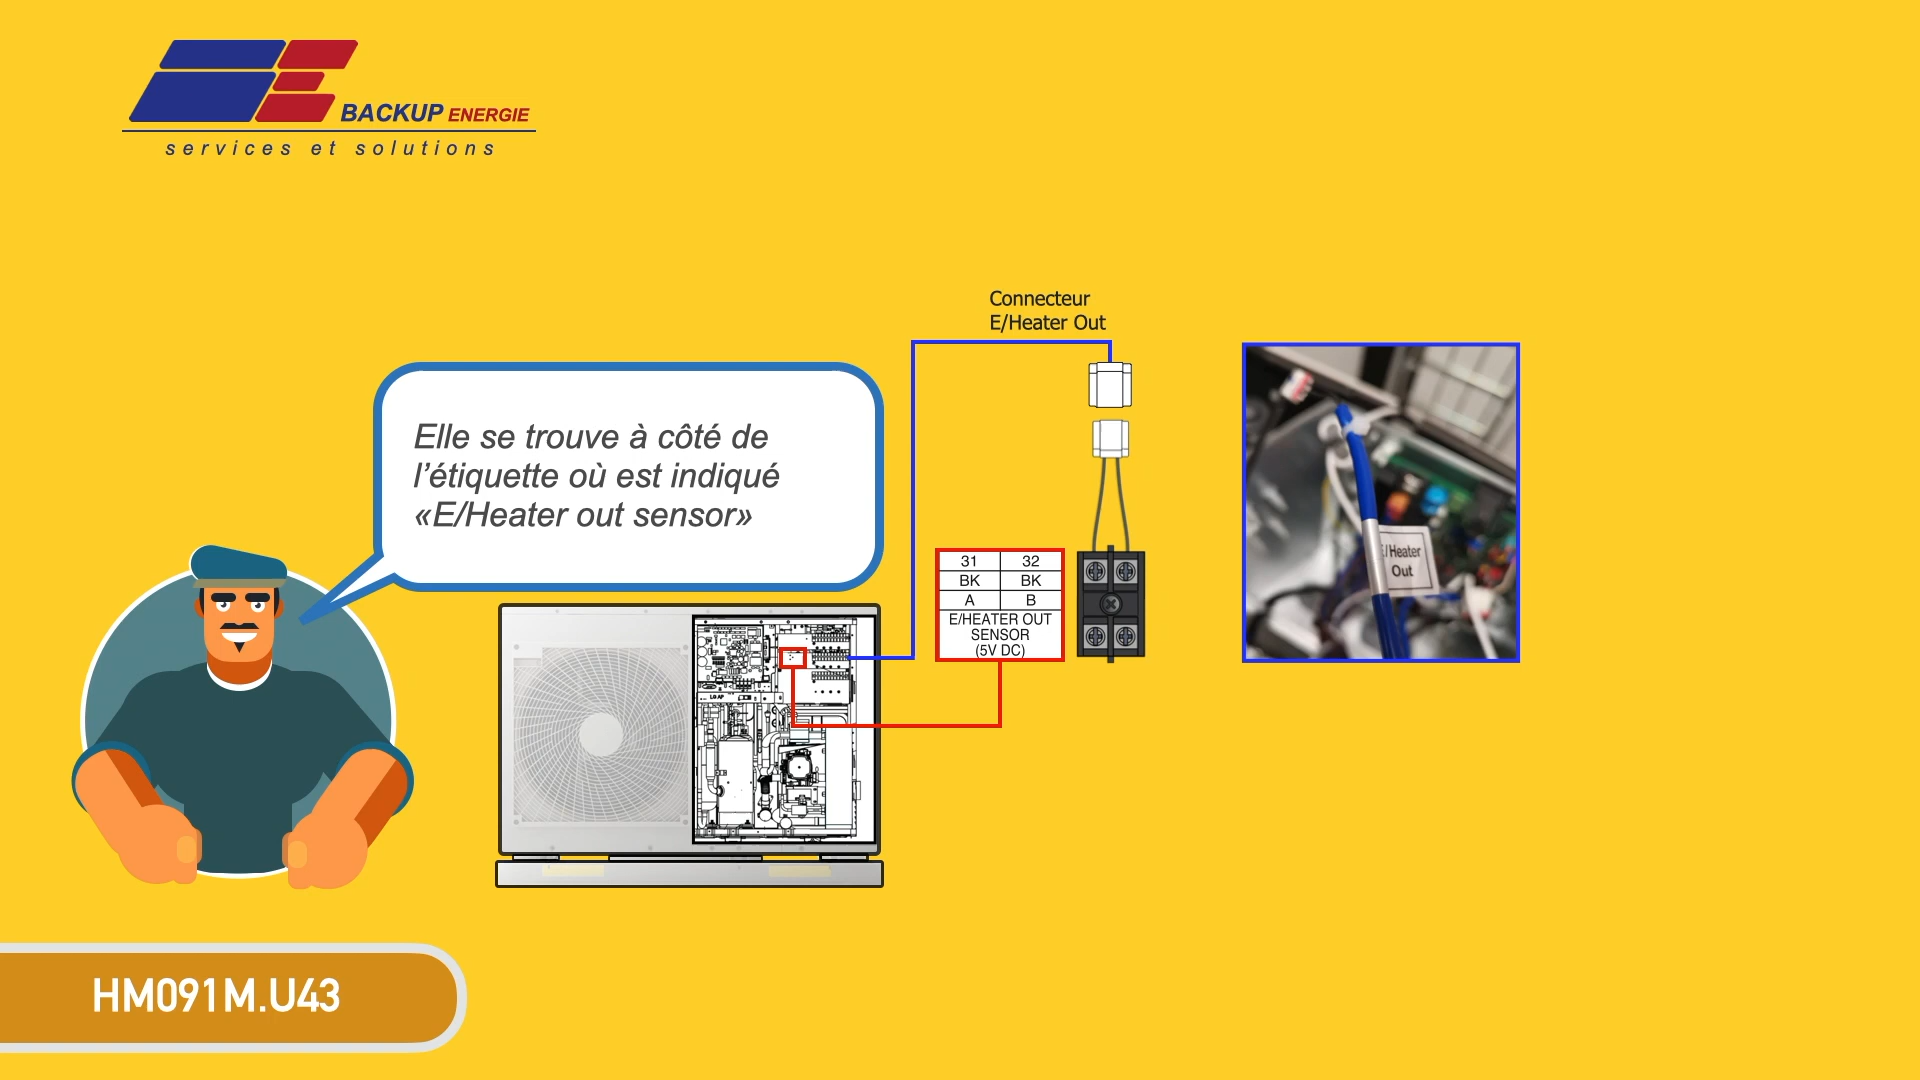 BACKUP ENERGIE
services et solutions
Connecteur
E/Heater Out
Elle se trouve à côté de
l’étiquette où est indiqué
«E/Heater out sensor»
31 32
BK BK
A B
E/HEATER OUT
SENSOR
(5V DC)
E/Heater
Out
HM091M.U43